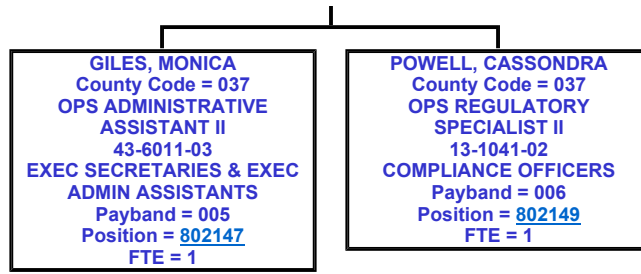 GILES, MONICA
County Code = 037
OPS ADMINISTRATIVE
ASSISTANT II
43-6011-03
EXEC SECRETARIES & EXEC
ADMIN ASSISTANTS
Payband = 005
Position = 802147
FTE = 1
POWELL, CASSONDRA
County Code = 037
OPS REGULATORY
SPECIALIST II
13-1041-02
COMPLIANCE OFFICERS
Payband = 006
Position = 802149
FTE = 1